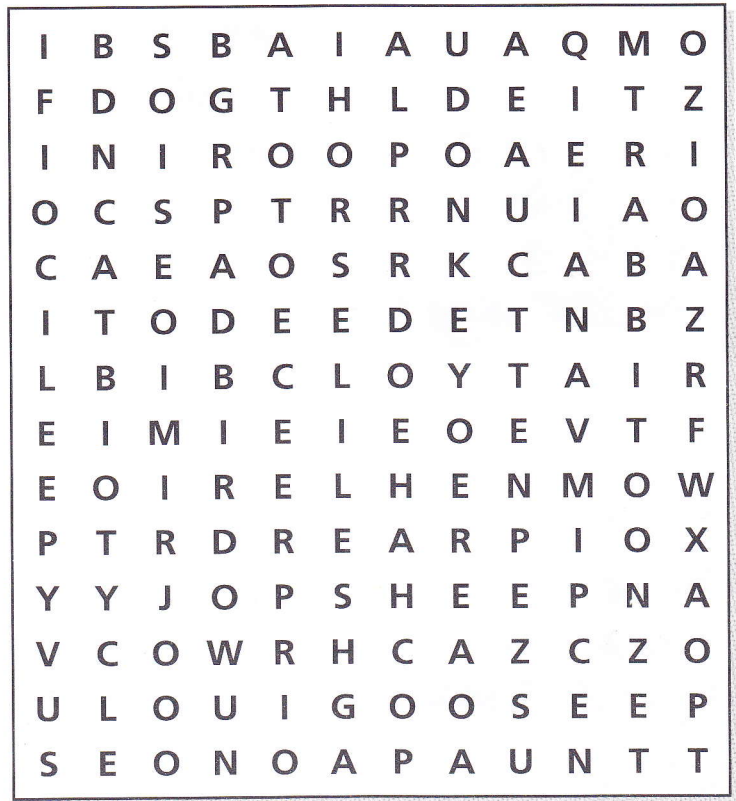 I B S B A I A U A Q M O
F D O G T H L D E I T Z
I N I R O O P O A E R I
O C S P T R R N U I A O
C A E A O S R K C A B A
I T O D E E D E T N B Z
L B I B C L O Y T A I R
E I M I E I E O E V T F
E O I R E L H E N M O W
P T R D R E A R P I O X
Y Y J O P S H E E P N A
V C O W R H C A Z C Z O
U L O U I G O O S E E P
S E O N O A P A U N T T